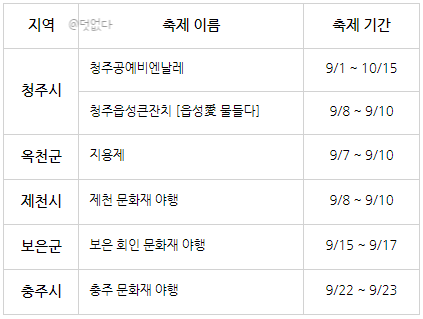 지역 @덧없다 축제 이름 축제 기간
청주시 청주공예비엔날레 9/1 ~ 10/15
청주읍성큰잔치 [읍성愛 물들다] 9/8 ~ 9/10
옥천군 지용제 9/7 ~ 9/10
제천시 제천 문화재 야행 9/8 ~ 9/10
보은군 보은 회인 문화재 야행 9/15 ~ 9/17
충주시 충주 문화재 야행 9/22 ~ 9/23